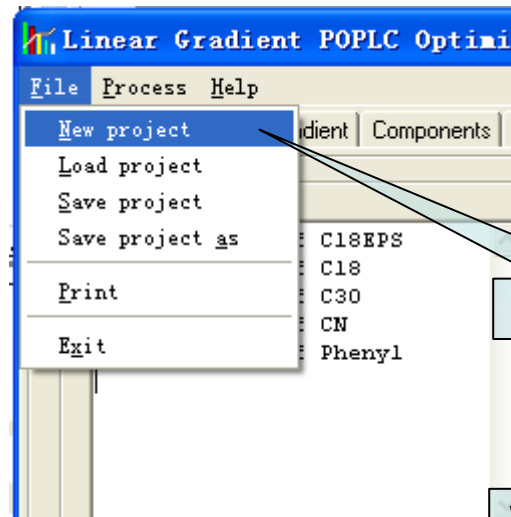 Linear Gradient POPLC Optimi
File Process Help
New project
dient Components
Load project
Save project
Save project as
C18EPS
C18
Print
C30
CN
Exit
Phenyl